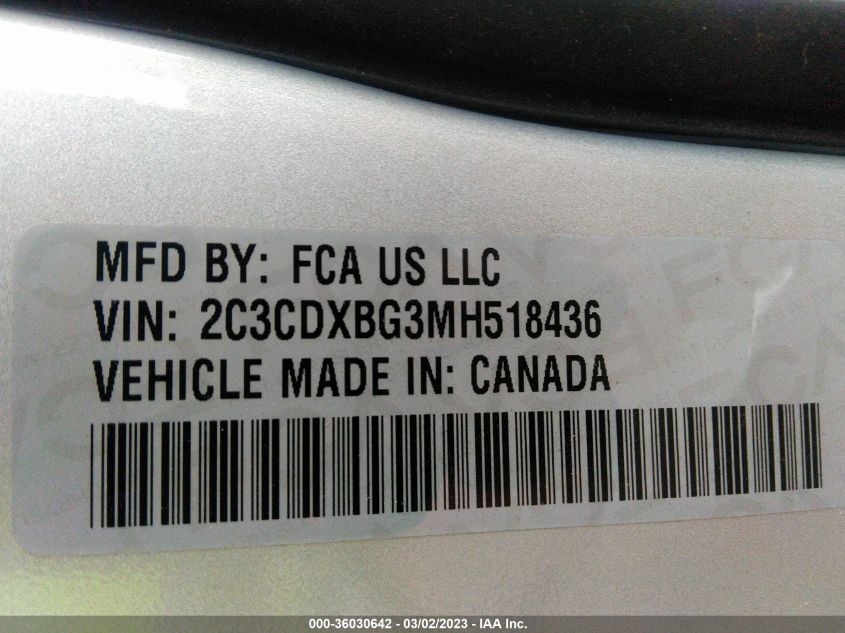 MFD BY: FCA US LLC
VIN: 2C3CDXBG3MH518436
VEHICLE MADE IN: CANADA
000-36030642 - 03/02/2023 - IAA Inc.